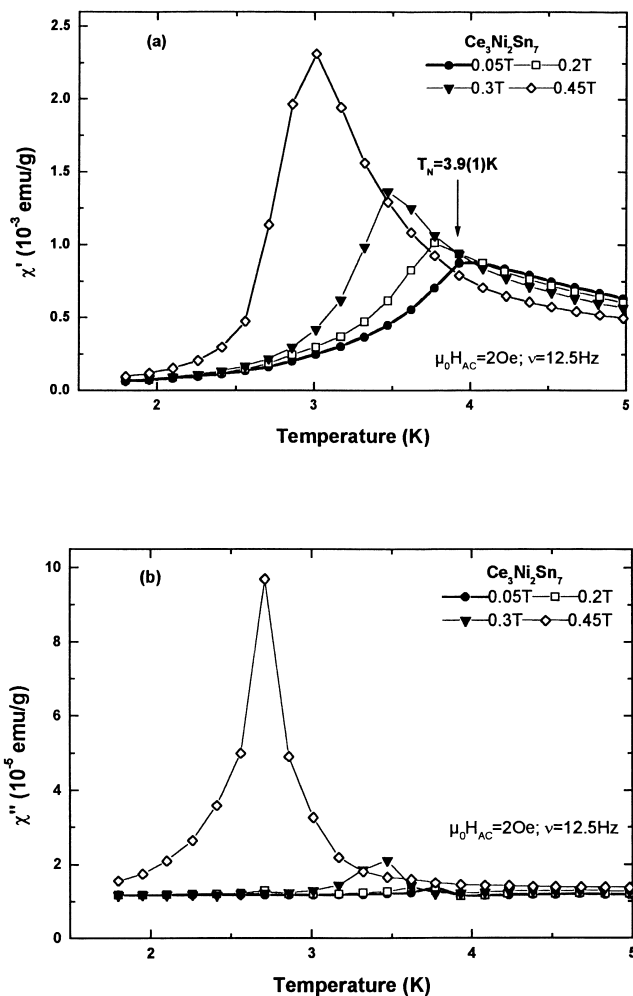 (a)
Ce₃Ni₂Sn₇
0.05T 0.2T
0.3T 0.45T
T_N=3.9(1)K
μ₀H_AC=2Oe; ν=12.5Hz
χ' (10⁻³ emu/g)
2.5
2.0
1.5
1.0
0.5
0.0
2 3 4 5
Temperature (K)
(b)
Ce₃Ni₂Sn₇
0.05T 0.2T
0.3T 0.45T
μ₀H_AC=2Oe; ν=12.5Hz
χ'' (10⁻⁵ emu/g)
10
8
6
4
2
0
2 3 4 5
Temperature (K)